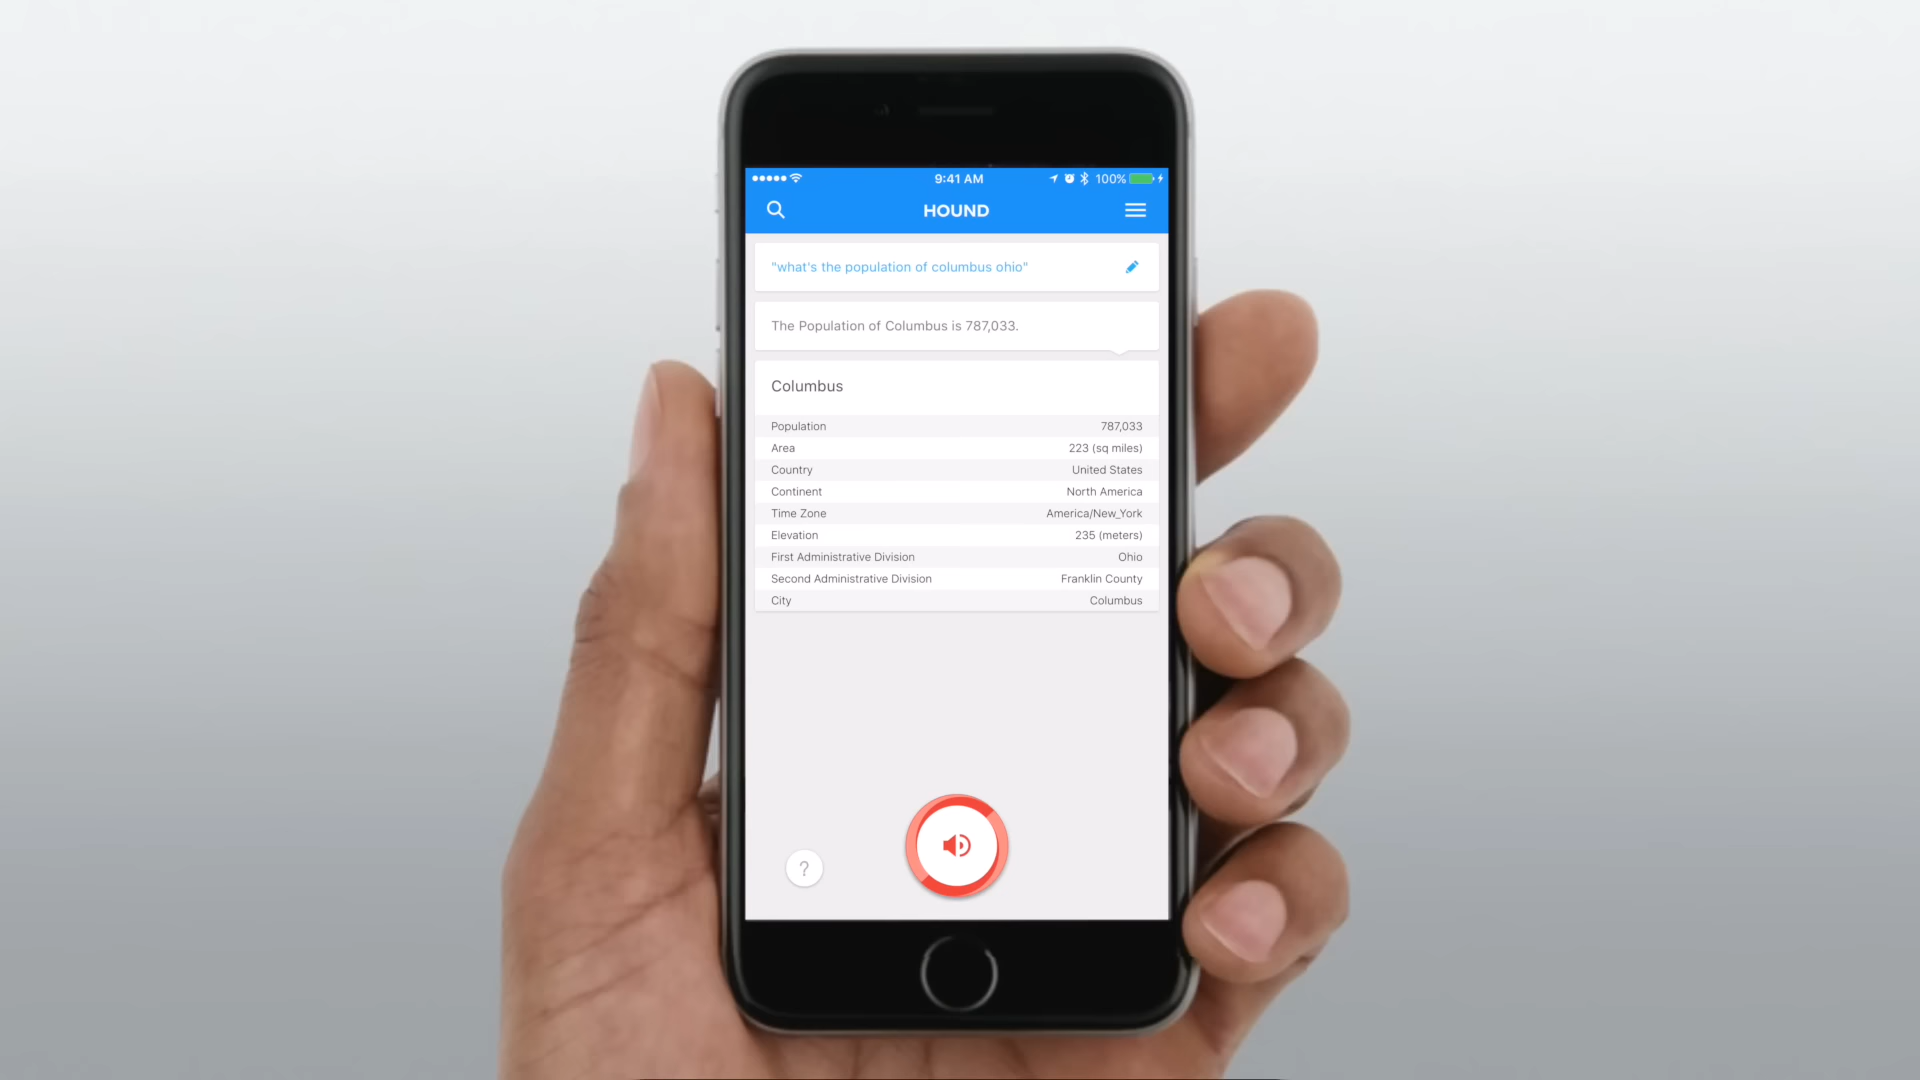 9:41 AM 100%
HOUND
"what's the population of columbus ohio"
The Population of Columbus is 787,033.
Columbus
Population 787,033
Area 223 (sq miles)
Country United States
Continent North America
Time Zone America/New_York
Elevation 235 (meters)
First Administrative Division Ohio
Second Administrative Division Franklin County
City Columbus
?